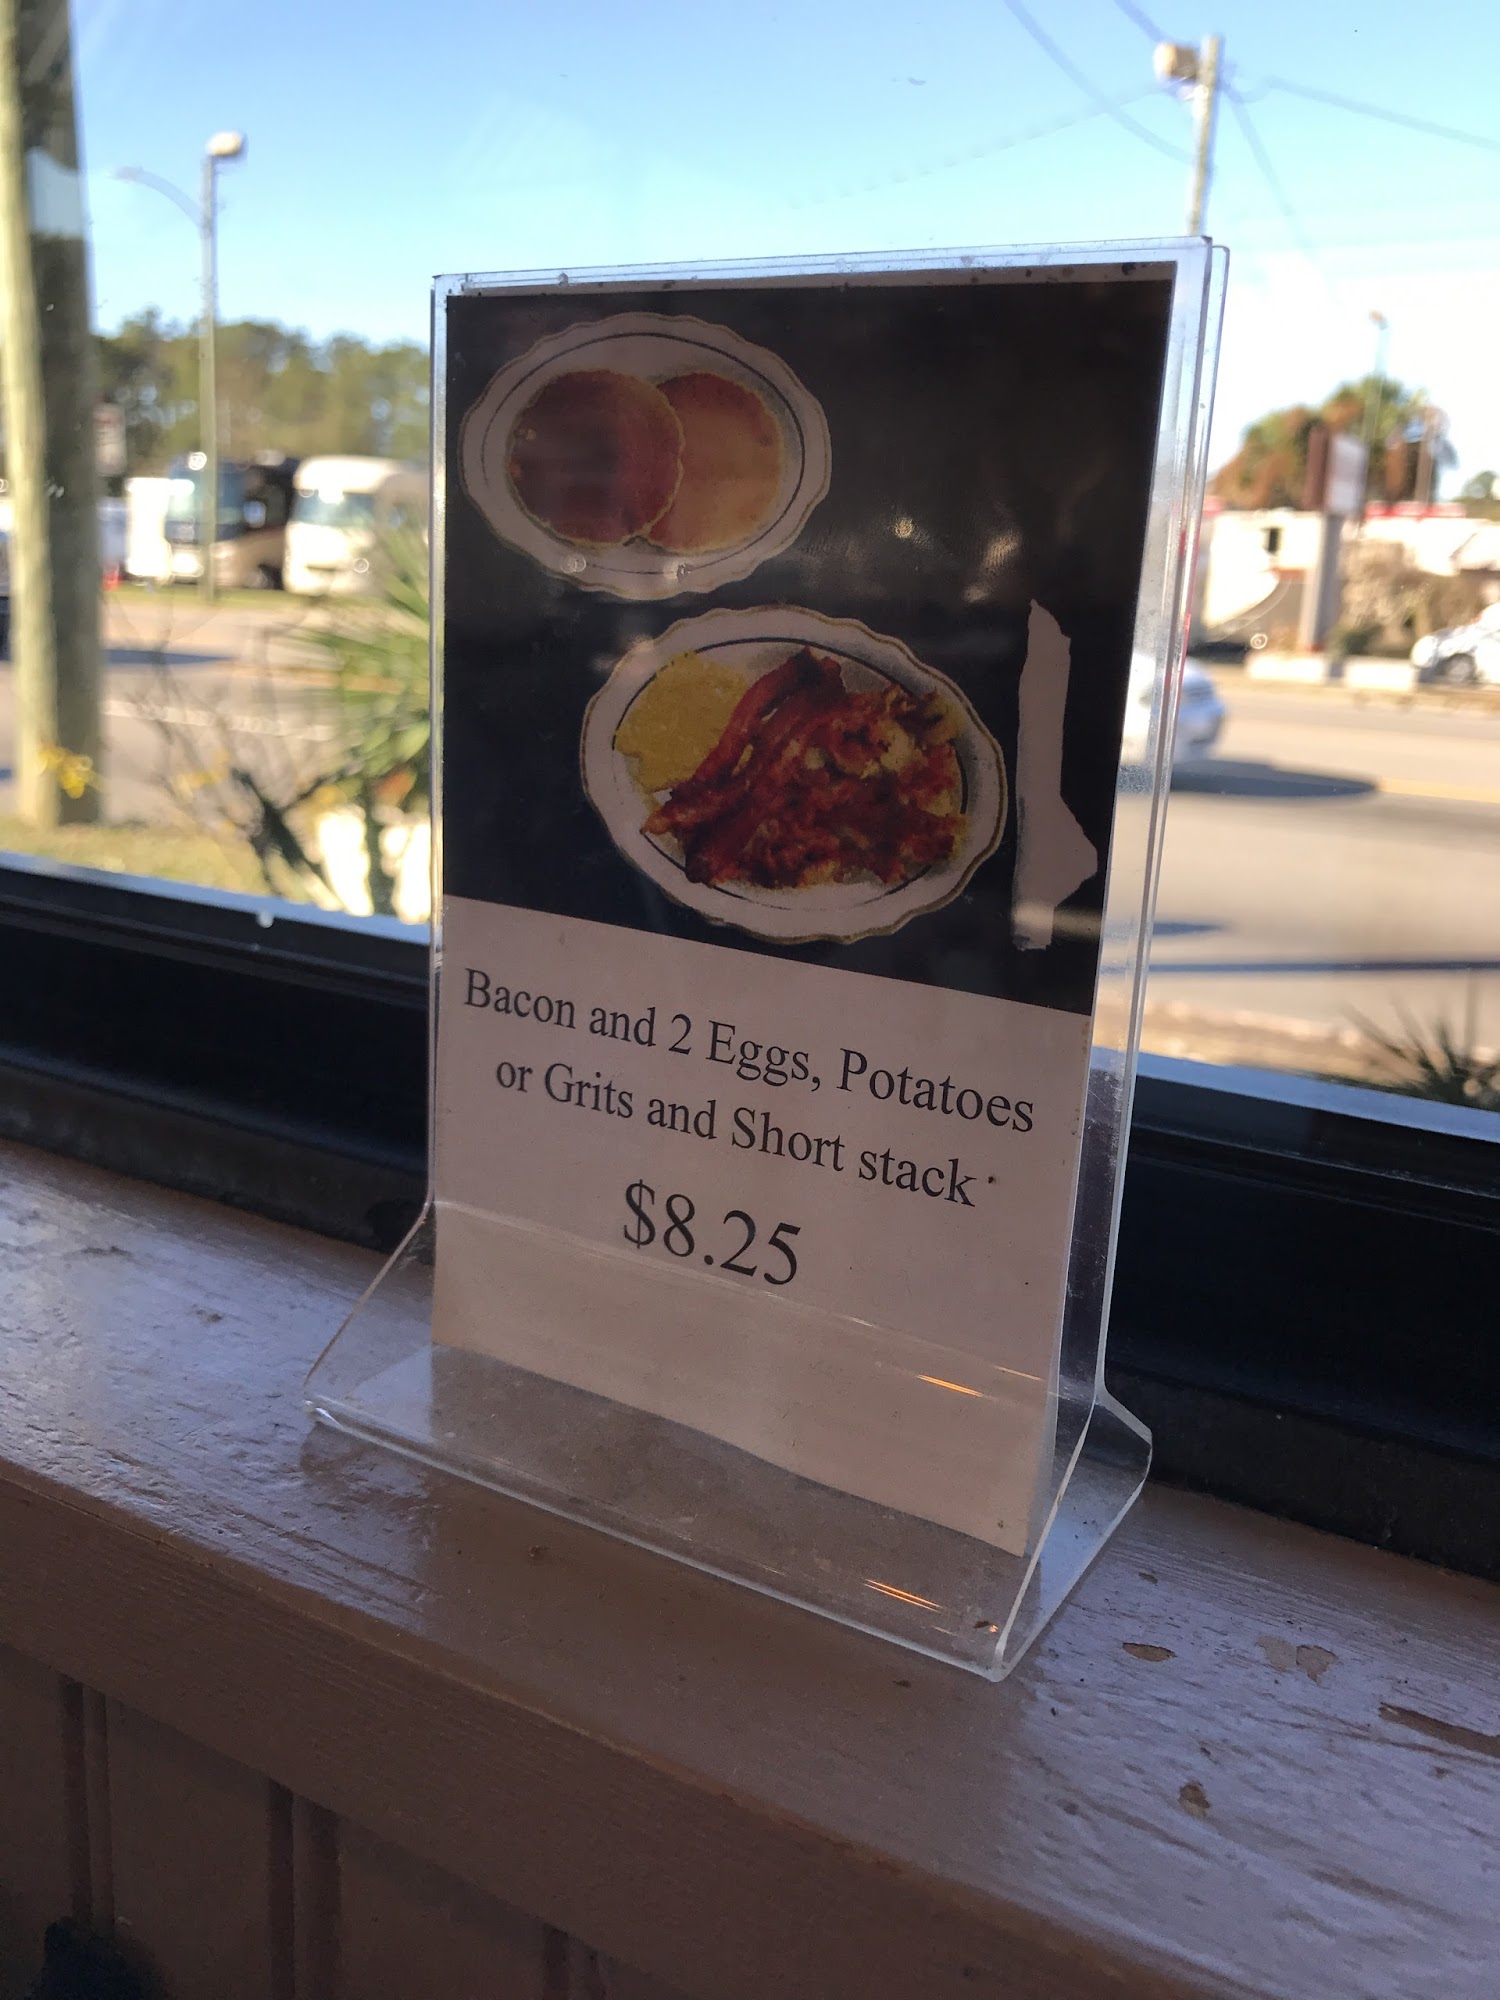 Bacon and 2 Eggs, Potatoes
or Grits and Short stack
$8.25